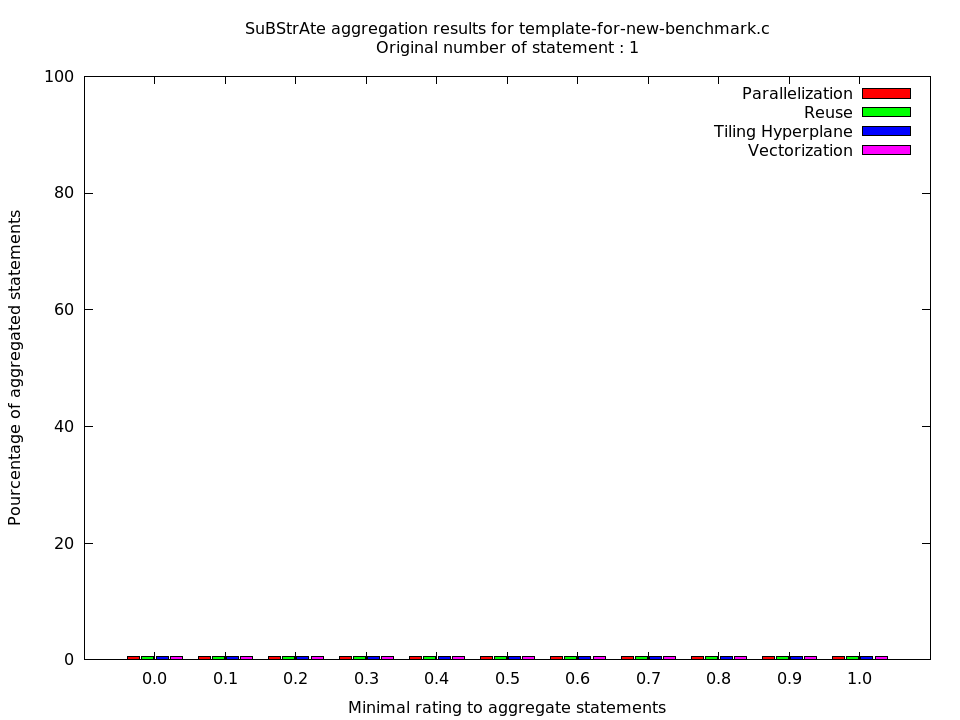 SuBStrAte aggregation results for template-for-new-benchmark.c
Original number of statement : 1
Parallelization
Reuse
Tiling Hyperplane
Vectorization
Pourcentage of aggregated statements
100
80
60
40
20
0
0.0 0.1 0.2 0.3 0.4 0.5 0.6 0.7 0.8 0.9 1.0
Minimal rating to aggregate statements